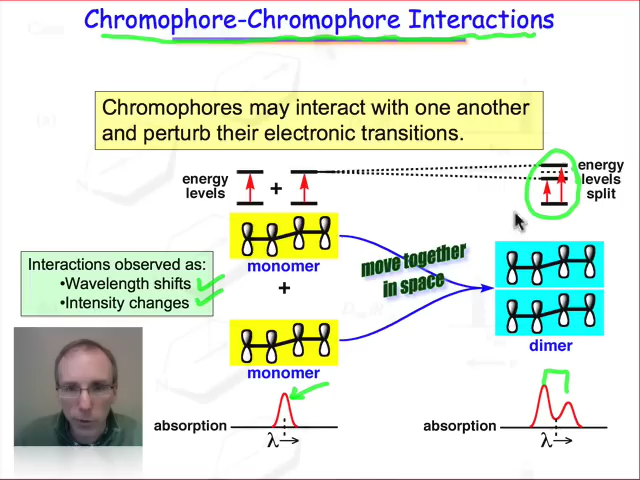 Chromophore-Chromophore Interactions
Chromophores may interact with one another
and perturb their electronic transitions.
energy
levels
+
energy
levels
split
Interactions observed as:
•Wavelength shifts
•Intensity changes
monomer
+
monomer
move together
in space
dimer
absorption
λ→
absorption
λ→